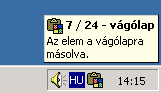 7 / 24 - vágólap
Az elem a vágólapra
másolva.
HU
14:15